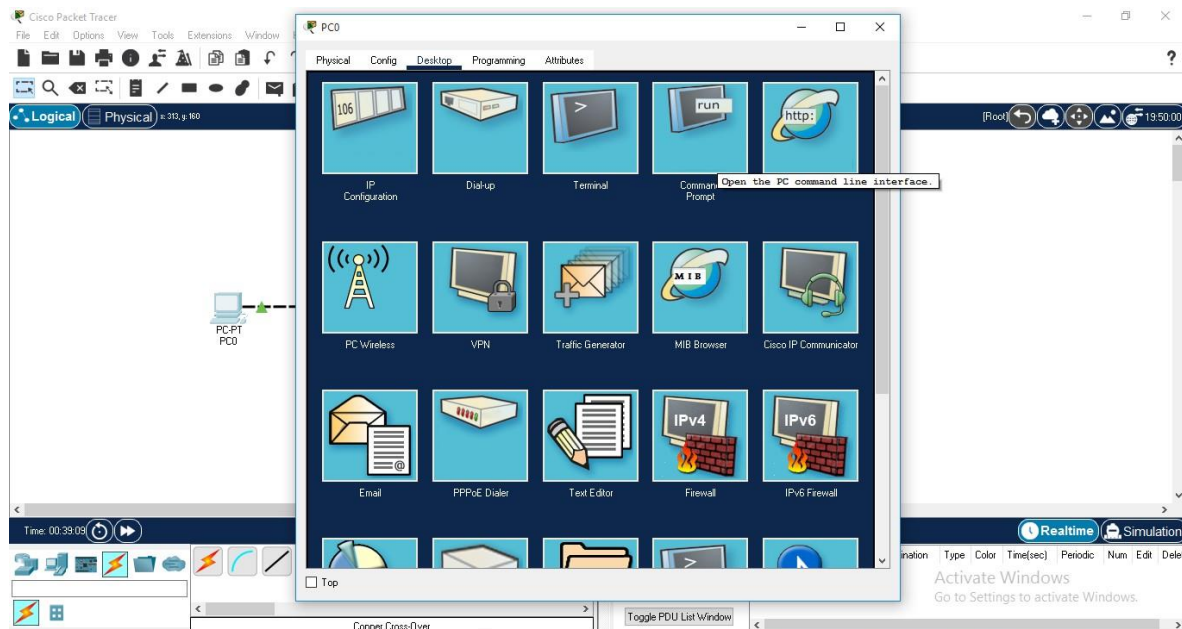 Cisco Packet Tracer
File Edit Options View Tools Extensions Window
?
Logical
Physical
x: 313, y: 160
[Root]
19:50:00
PC0
Physical Config Desktop Programming Attributes
106
>
run
http:
IP
Configuration
Dial-up
Terminal
Command
Prompt
Open the PC command line interface.
MIB
PC Wireless
VPN
Traffic Generator
MIB Browser
Cisco IP Communicator
@
IPv4
IPv6
Email
PPPoE Dialer
Text Editor
Firewall
IPv6 Firewall
>
Top
PC-PT
PC0
Time: 00:39:09
Realtime
Simulation
Type Color Time(sec) Periodic Num Edit
Activate Windows
Go to Settings to activate Windows.
Toggle PDU List Window
Copper Cross-Over